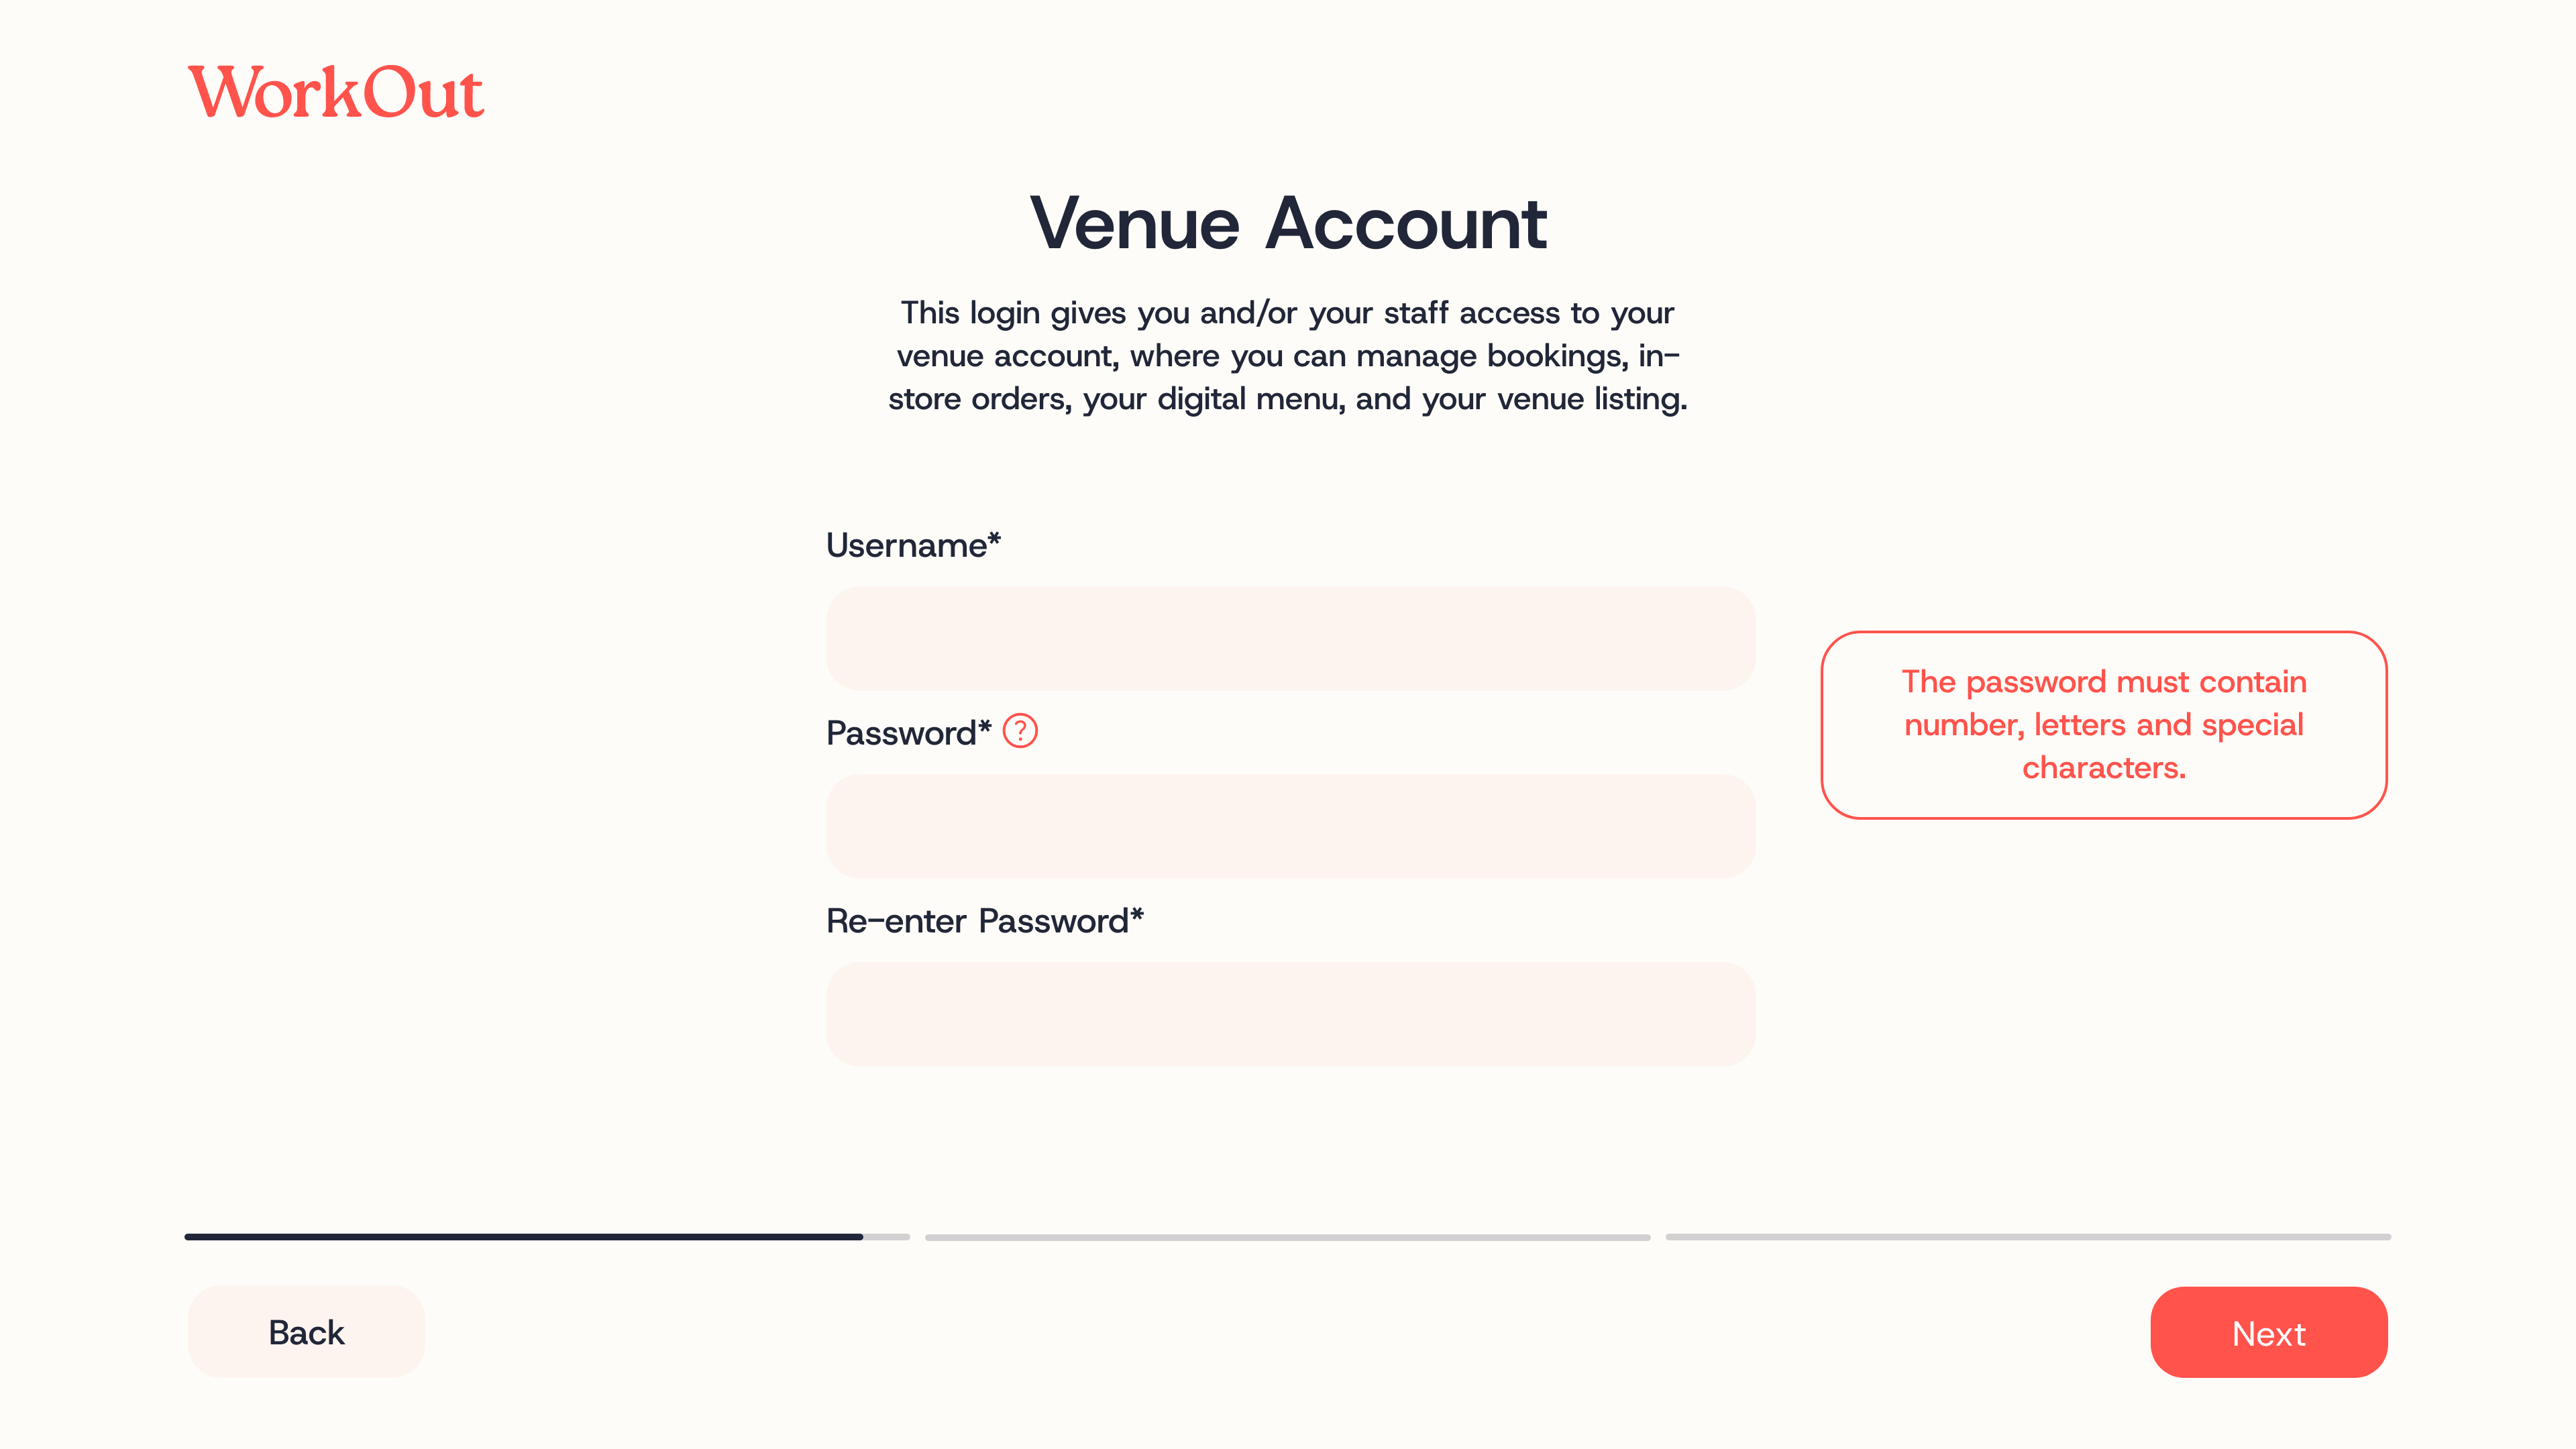 WorkOut
Venue Account
This login gives you and/or your staff access to your
venue account, where you can manage bookings, in-
store orders, your digital menu, and your venue listing.
Username*
Password* ?
The password must contain
number, letters and special
characters.
Re-enter Password*
Back
Next